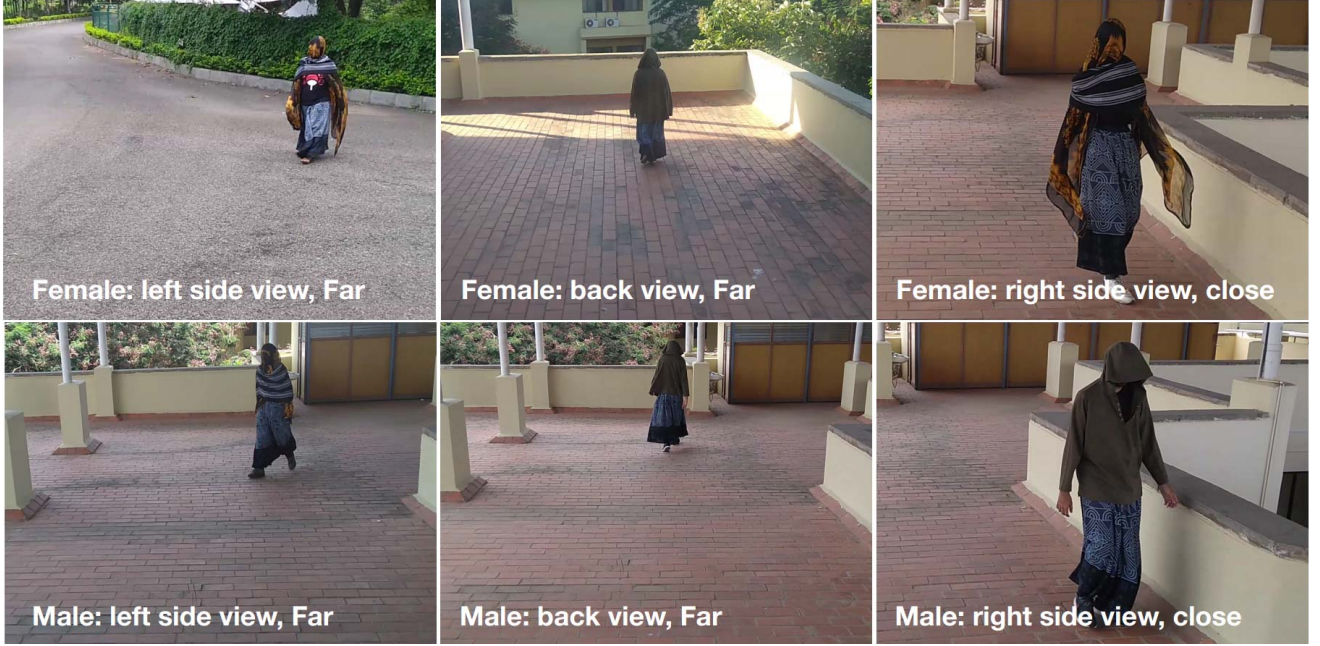 Female: left side view, Far
Female: back view, Far
Female: right side view, close
Male: left side view, Far
Male: back view, Far
Male: right side view, close